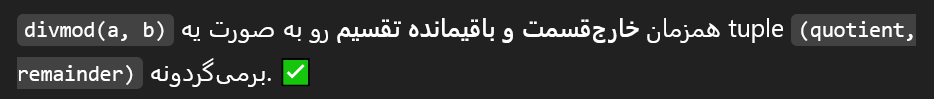 divmod(a, b) همزمان خارج‌قسمت و باقیمانده تقسیم رو به صورت یه tuple (quotient,
remainder) برمی‌گردونه. ✅